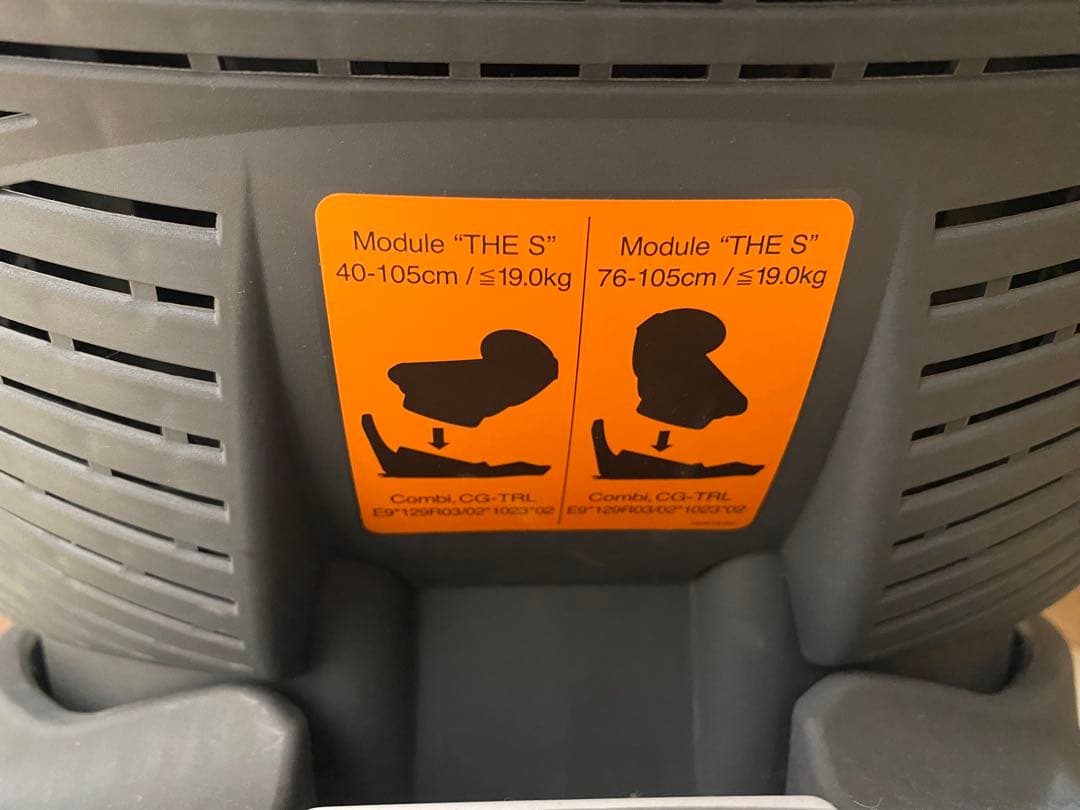 Module “THE S”
40-105cm / ≦19.0kg
Combi, CG-TRL
E9*129R03/02*1023*02
Module “THE S”
76-105cm / ≦19.0kg
Combi, CG-TRL
E9*129R03/02*1023*02